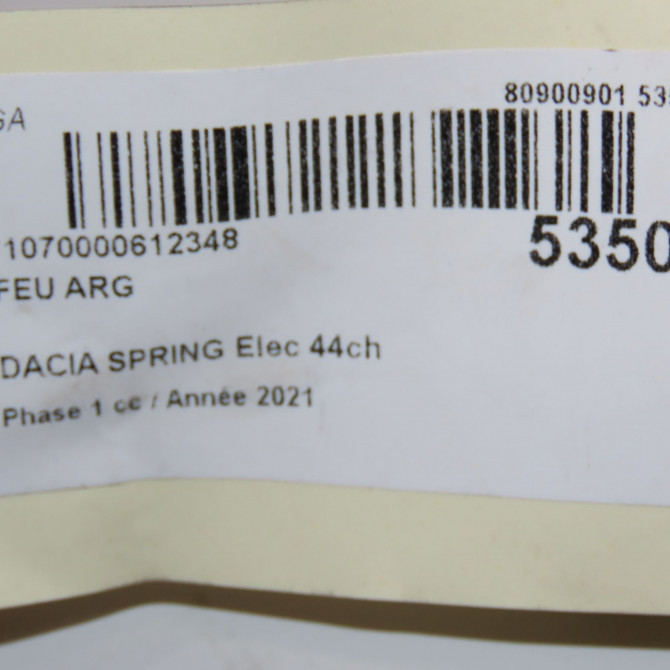 GA
80900901 53
1070000612348
5350
FEU ARG
DACIA SPRING Elec 44ch
Phase 1 cc / Année 2021